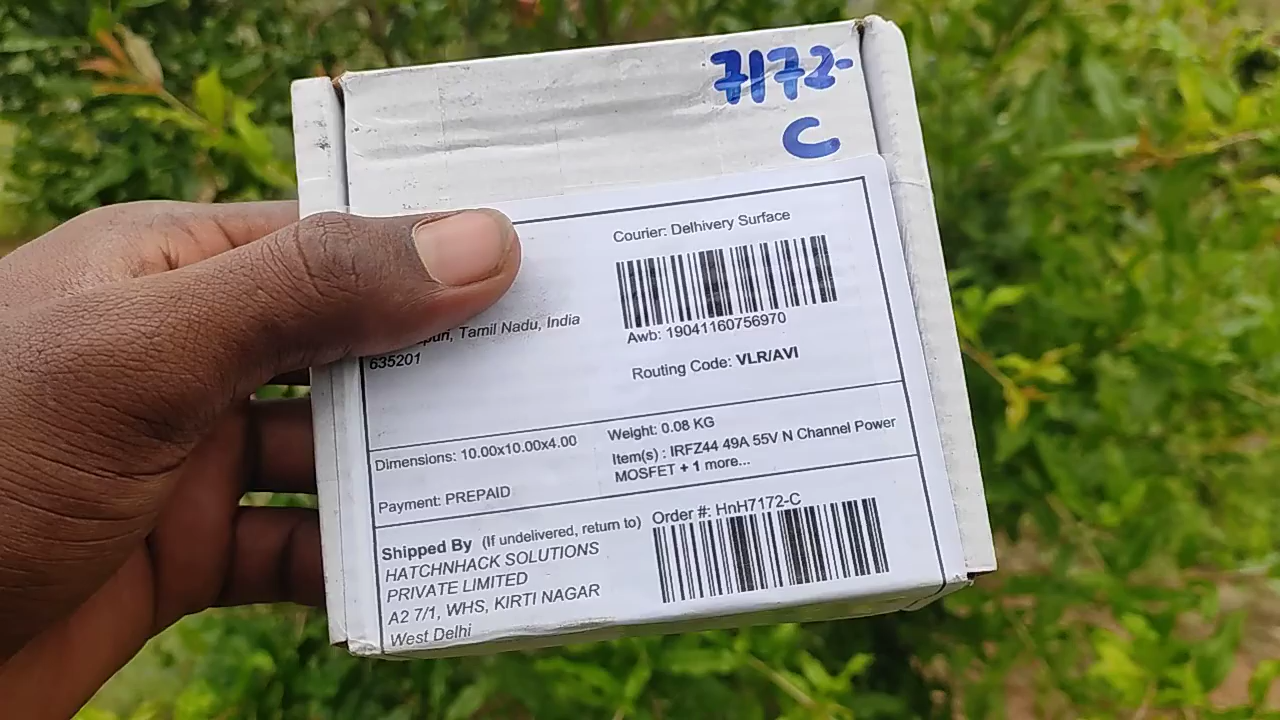 7172-
C
Courier: Delhivery Surface
Awb: 19041160756970
Tamil Nadu, India
635201
Routing Code: VLR/AVI
Dimensions: 10.00x10.00x4.00
Payment: PREPAID
Weight: 0.08 KG
Item(s) : IRFZ44 49A 55V N Channel Power
MOSFET + 1 more...
Shipped By (If undelivered, return to)
HATCHNHACK SOLUTIONS
PRIVATE LIMITED
A2 7/1, WHS, KIRTI NAGAR
West Delhi
Order #: HnH7172-C